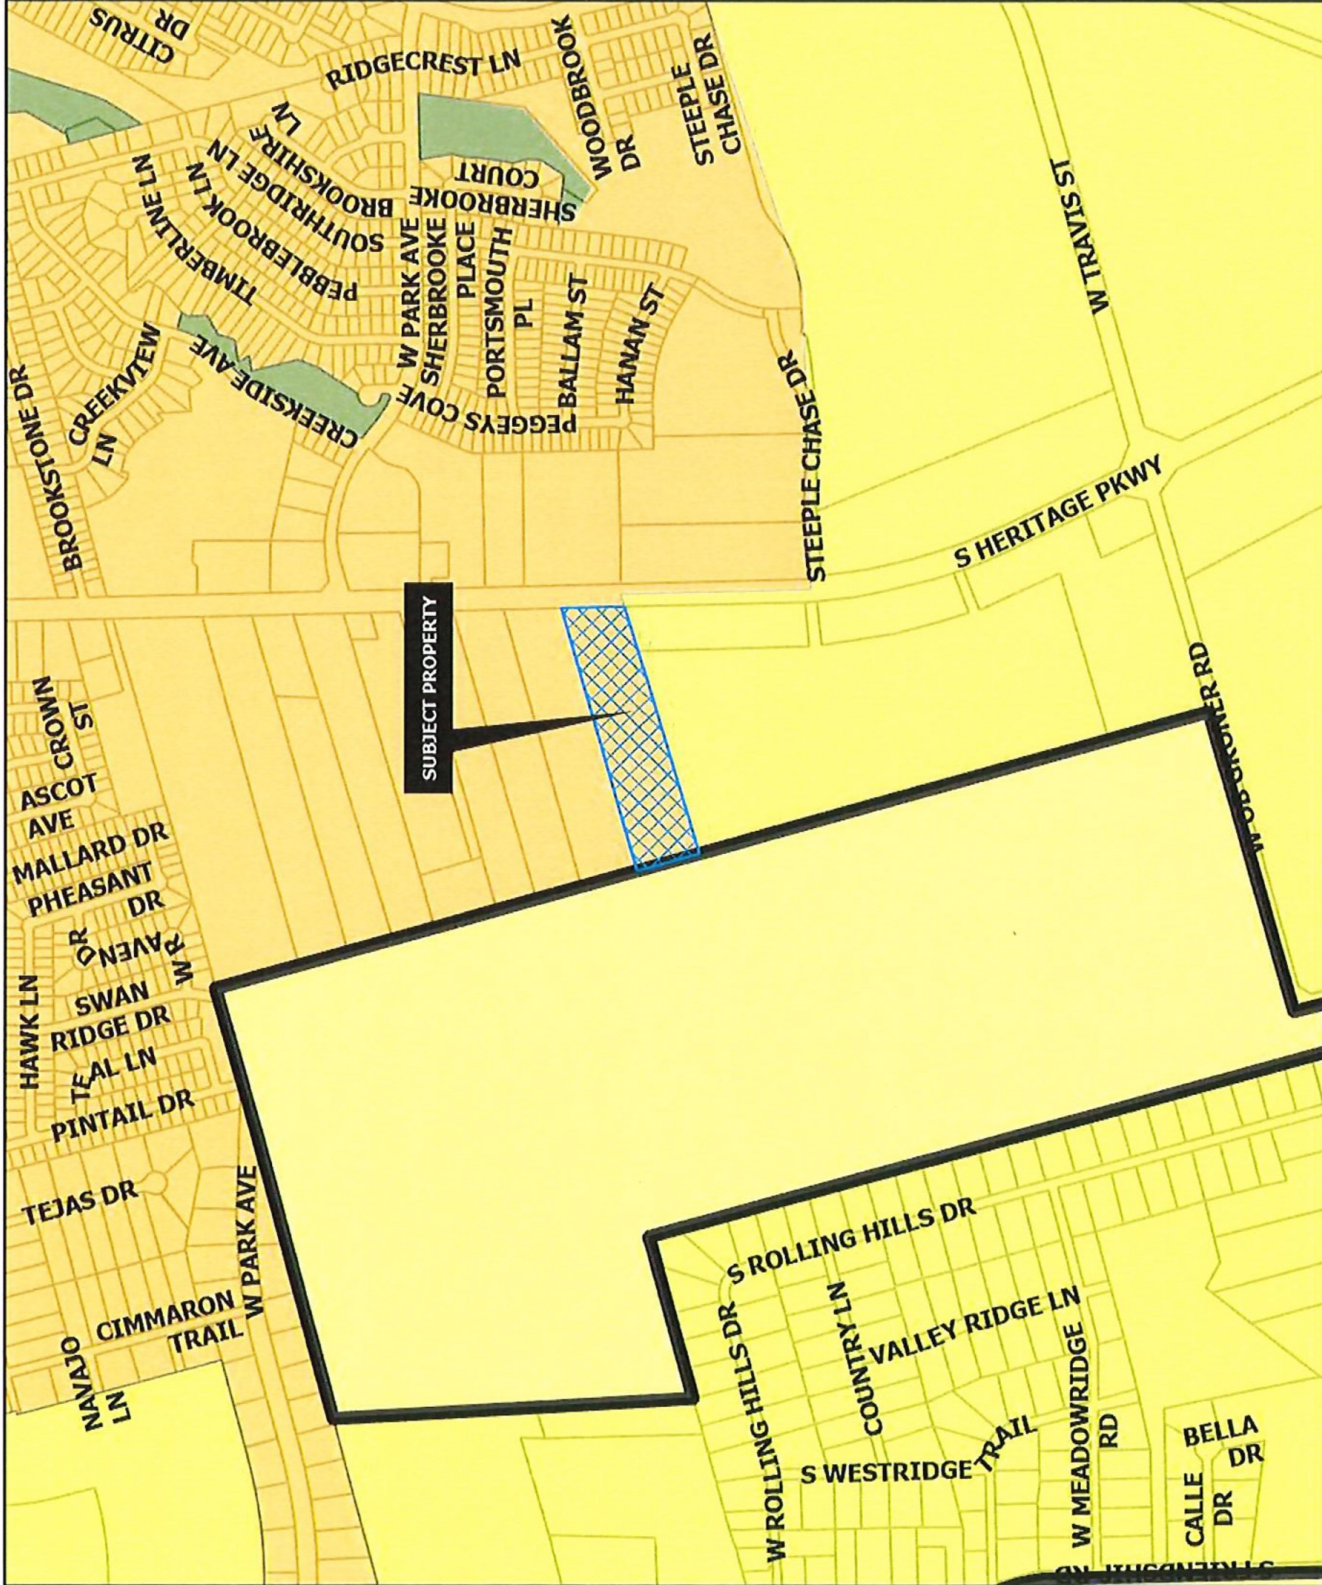 CITRUS
DR
RIDGECREST LN
WOODBROOK
DR
STEEPLE
CHASE DR
BROOKSHIRE
LN
SOUTHRIDGE LN
PEBBLEBROOK LN
TIMBERLINE LN
SHERBROOKE
COURT
W PARK AVE
SHERBROOKE
PLACE
PORTSMOUTH
PL
BALLAM ST
HANAN ST
PEGGEYS COVE
CREEKSIDE AVE
CREEKVIEW
LN
BROOKSTONE DR
STEEPLE CHASE DR
W TRAVIS ST
S HERITAGE PKWY
SUBJECT PROPERTY
CROWN
ST
ASCOT
AVE
MALLARD DR
PHEASANT
DR
W RAVEN
DR
HAWK LN
SWAN
RIDGE DR
TEAL LN
PINTAIL DR
TEJAS DR
W PARK AVE
CIMMARON
TRAIL
NAVAJO
LN
S ROLLING HILLS DR
W ROLLING HILLS DR
COUNTRY LN
VALLEY RIDGE LN
S WESTRIDGE
TRAIL
W MEADOWRIDGE
RD
BELLA
DR
CALLE
DR